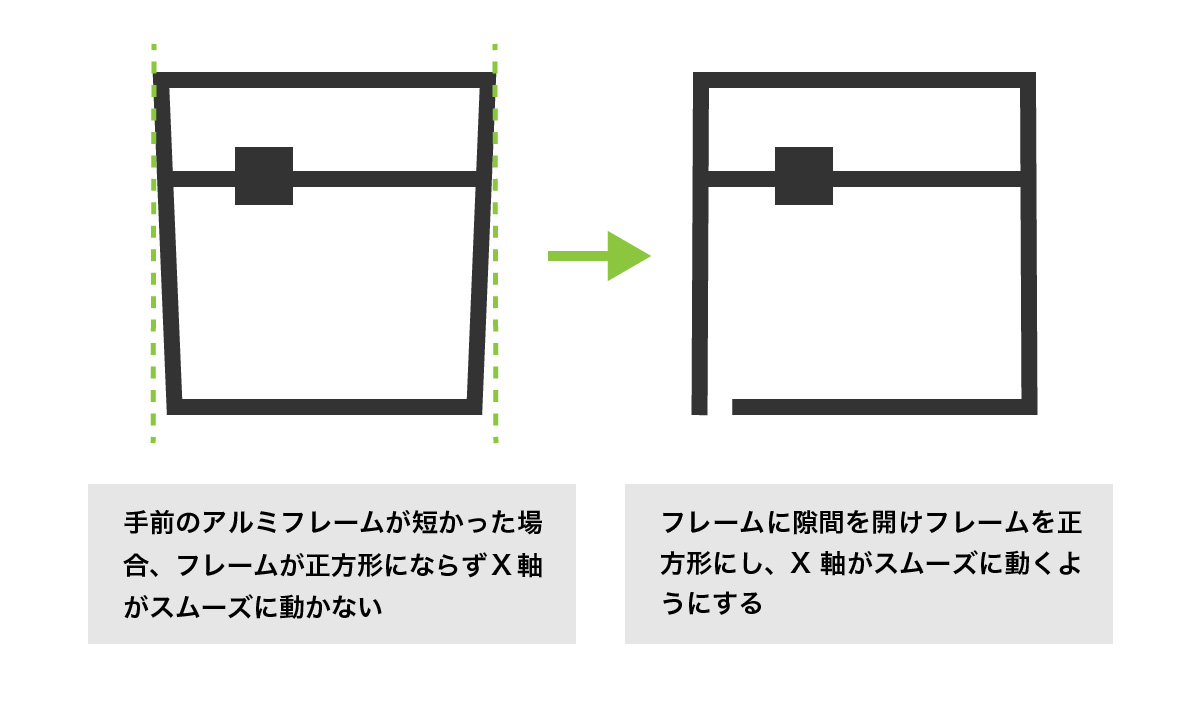 手前のアルミフレームが短かった場
合、フレームが正方形にならずX軸
がスムーズに動かない
フレームに隙間を開けフレームを正
方形にし、X 軸がスムーズに動くよ
うにする